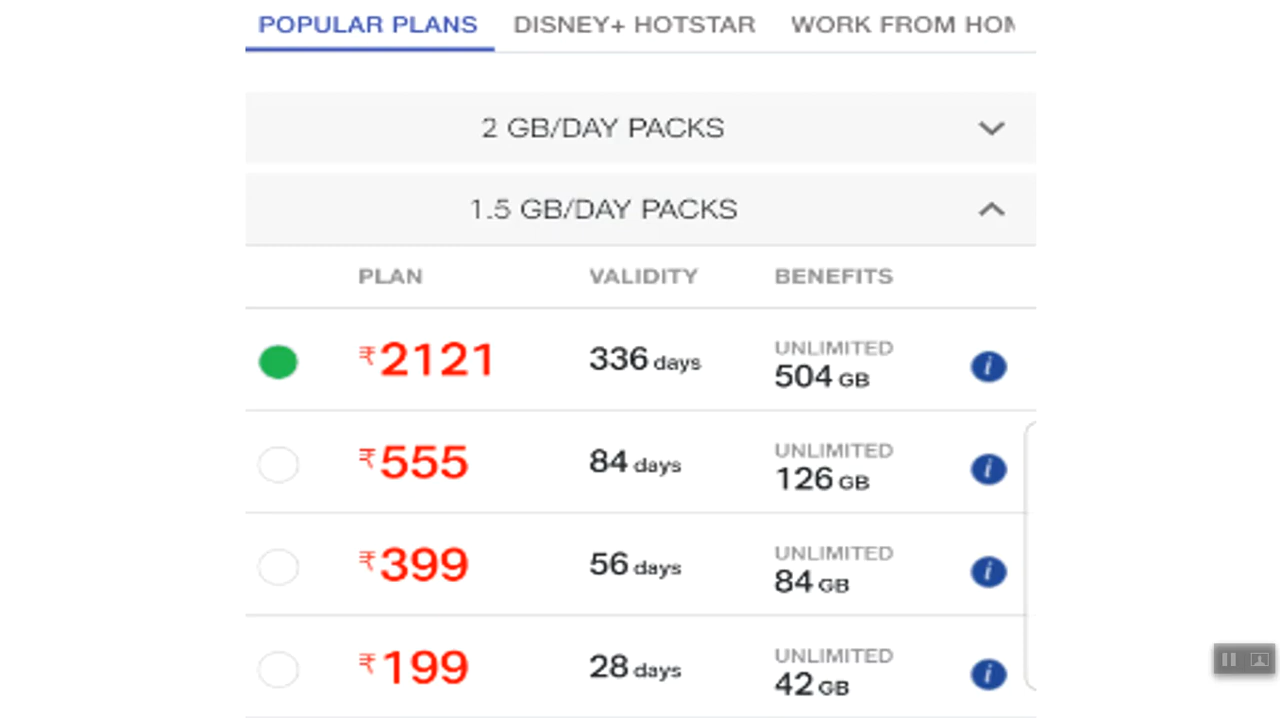 POPULAR PLANS DISNEY+ HOTSTAR WORK FROM HOM
2 GB/DAY PACKS
1.5 GB/DAY PACKS
PLAN VALIDITY BENEFITS
₹2121 336 days UNLIMITED
504 GB
₹555 84 days UNLIMITED
126 GB
₹399 56 days UNLIMITED
84 GB
₹199 28 days UNLIMITED
42 GB